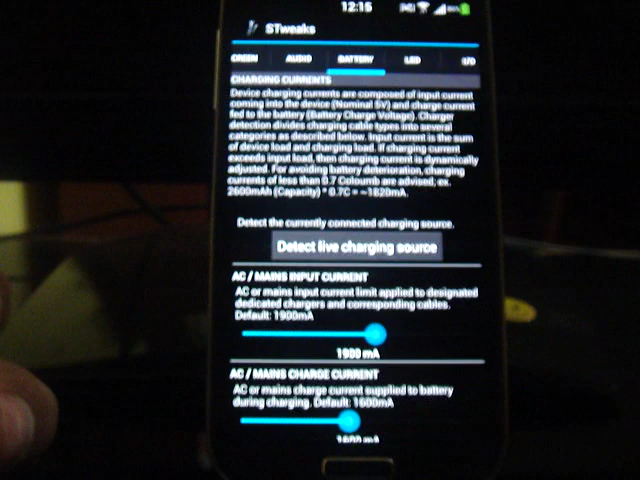 12:15
STweaks
CREEN AUDIO BATTERY LED I/O
CHARGING CURRENTS
Device charging currents are composed of input current
coming into the device (Nominal 5V) and charge current
fed to the battery (Battery Charge Voltage). Charger
detection divides charging cable types into several
categories as described below. Input current is the sum
of device load and charging load. If charging current
exceeds input load, then charging current is dynamically
adjusted. For avoiding battery deterioration, charging
currents of less than 0.7 Coloumb are advised; ex.
2600mAh (Capacity) * 0.7C = ~1820mA.
Detect the currently connected charging source.
Detect live charging source
AC / MAINS INPUT CURRENT
AC or mains input current limit applied to designated
dedicated chargers and corresponding cables.
Default: 1900mA
1900 mA
AC / MAINS CHARGE CURRENT
AC or mains charge current supplied to battery
during charging. Default: 1600mA
1600 mA